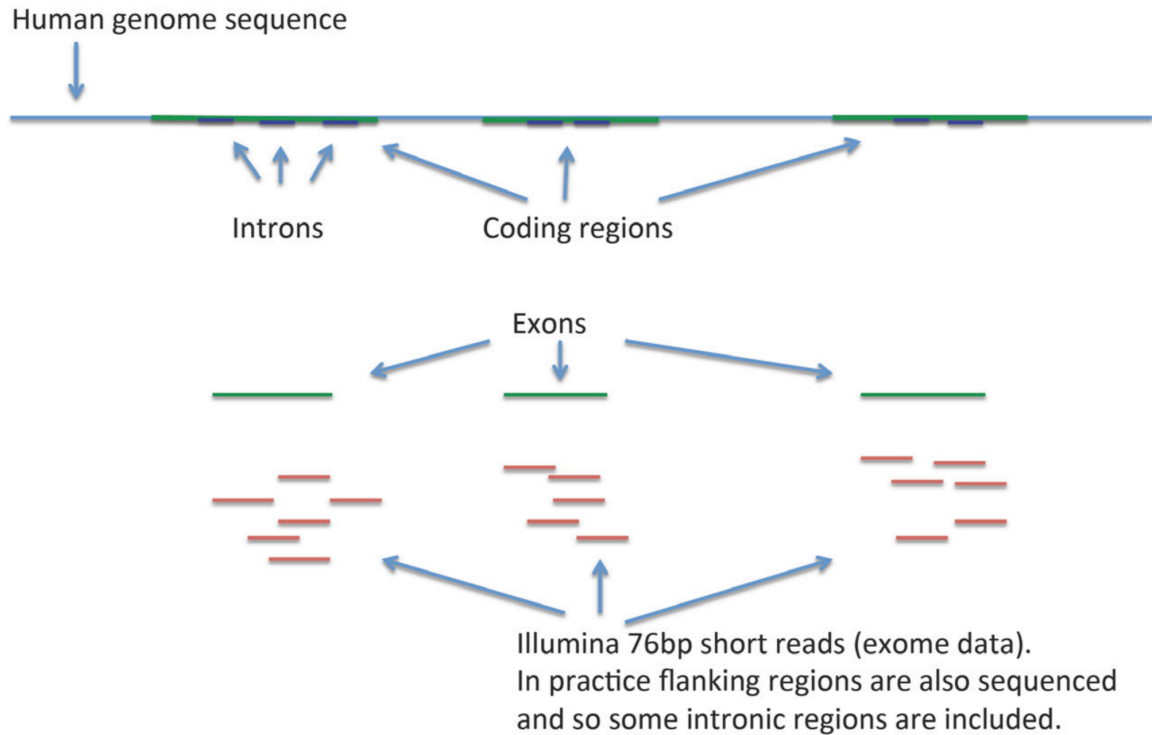 Human genome sequence
Introns
Coding regions
Exons
Illumina 76bp short reads (exome data).
In practice flanking regions are also sequenced
and so some intronic regions are included.